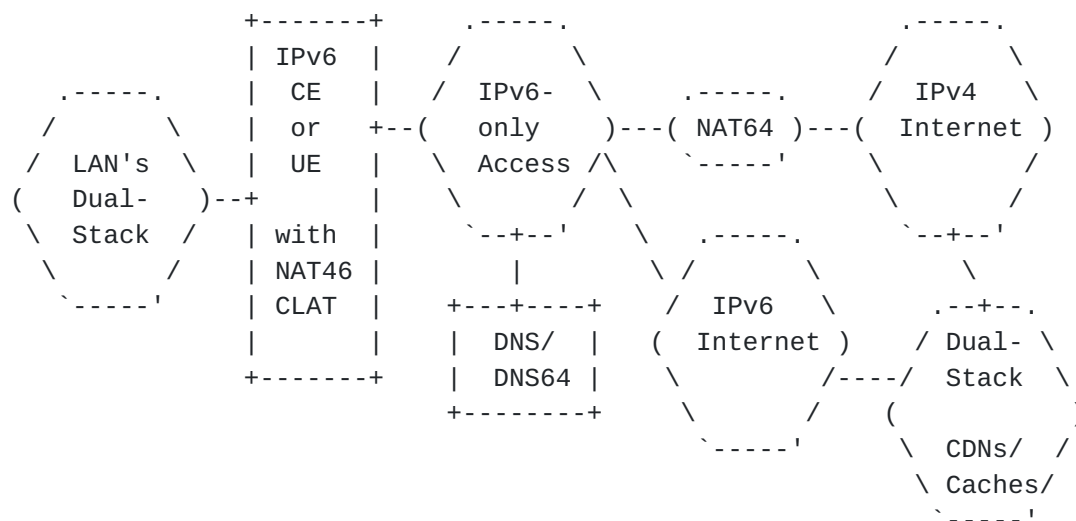 IPv6
CE
or
UE
with
NAT46
CLAT
LAN's
Dual-
Stack
IPv6-
only
Access
NAT64
IPv4
Internet
DNS/
DNS64
IPv6
Internet
Dual-
Stack
CDNs/
Caches